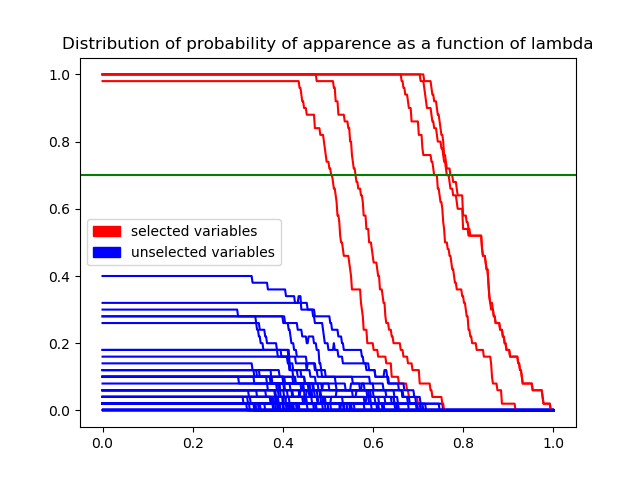 Distribution of probability of apparence as a function of lambda
1.0
0.8
0.6
0.4
0.2
0.0
selected variables
unselected variables
0.0 0.2 0.4 0.6 0.8 1.0